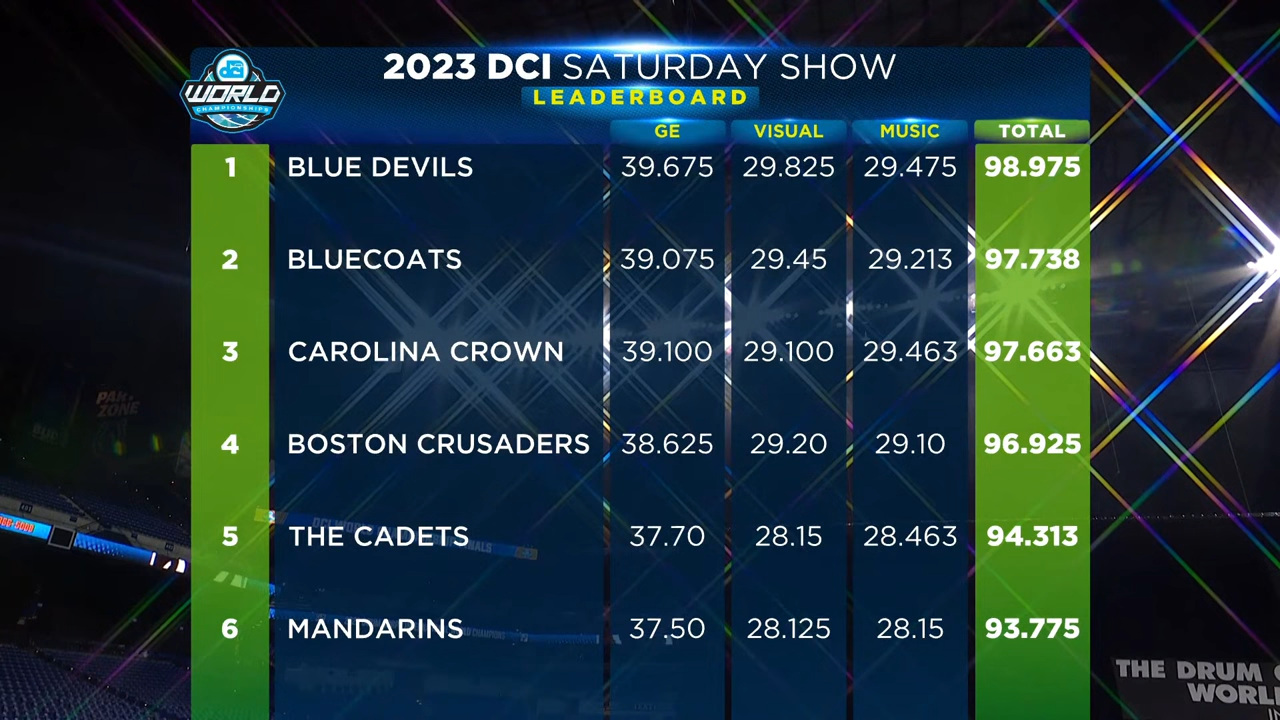 2023 DCI SATURDAY SHOW
LEADERBOARD
dci
WORLD
CHAMPIONSHIPS
GE VISUAL MUSIC TOTAL
1 BLUE DEVILS 39.675 29.825 29.475 98.975
2 BLUECOATS 39.075 29.45 29.213 97.738
3 CAROLINA CROWN 39.100 29.100 29.463 97.663
4 BOSTON CRUSADERS 38.625 29.20 29.10 96.925
5 THE CADETS 37.70 28.15 28.463 94.313
6 MANDARINS 37.50 28.125 28.15 93.775
ZONE
THE DRUM
WORL